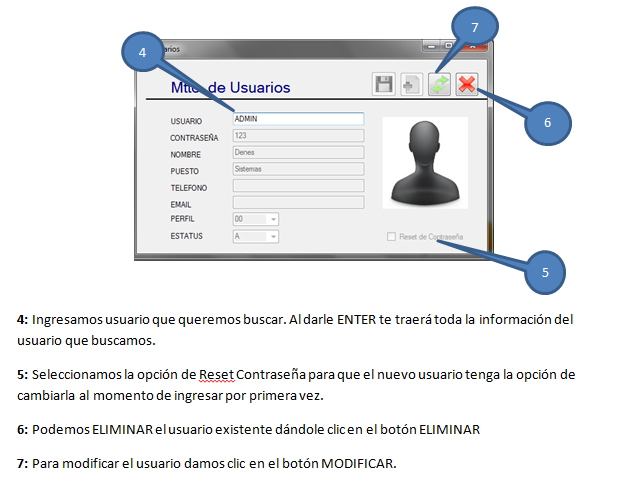 7
4
arios
Mtto. de Usuarios
6
USUARIO ADMIN
CONTRASEÑA 123
NOMBRE Denes
PUESTO Sistemas
TELEFONO
EMAIL
PERFIL 00
ESTATUS A
Reset de Contraseña
5
4: Ingresamos usuario que queremos buscar. Al darle ENTER te traerá toda la información del
usuario que buscamos.
5: Seleccionamos la opción de Reset Contraseña para que el nuevo usuario tenga la opción de
cambiarla al momento de ingresar por primera vez.
6: Podemos ELIMINAR el usuario existente dándole clic en el botón ELIMINAR
7: Para modificar el usuario damos clic en el botón MODIFICAR.